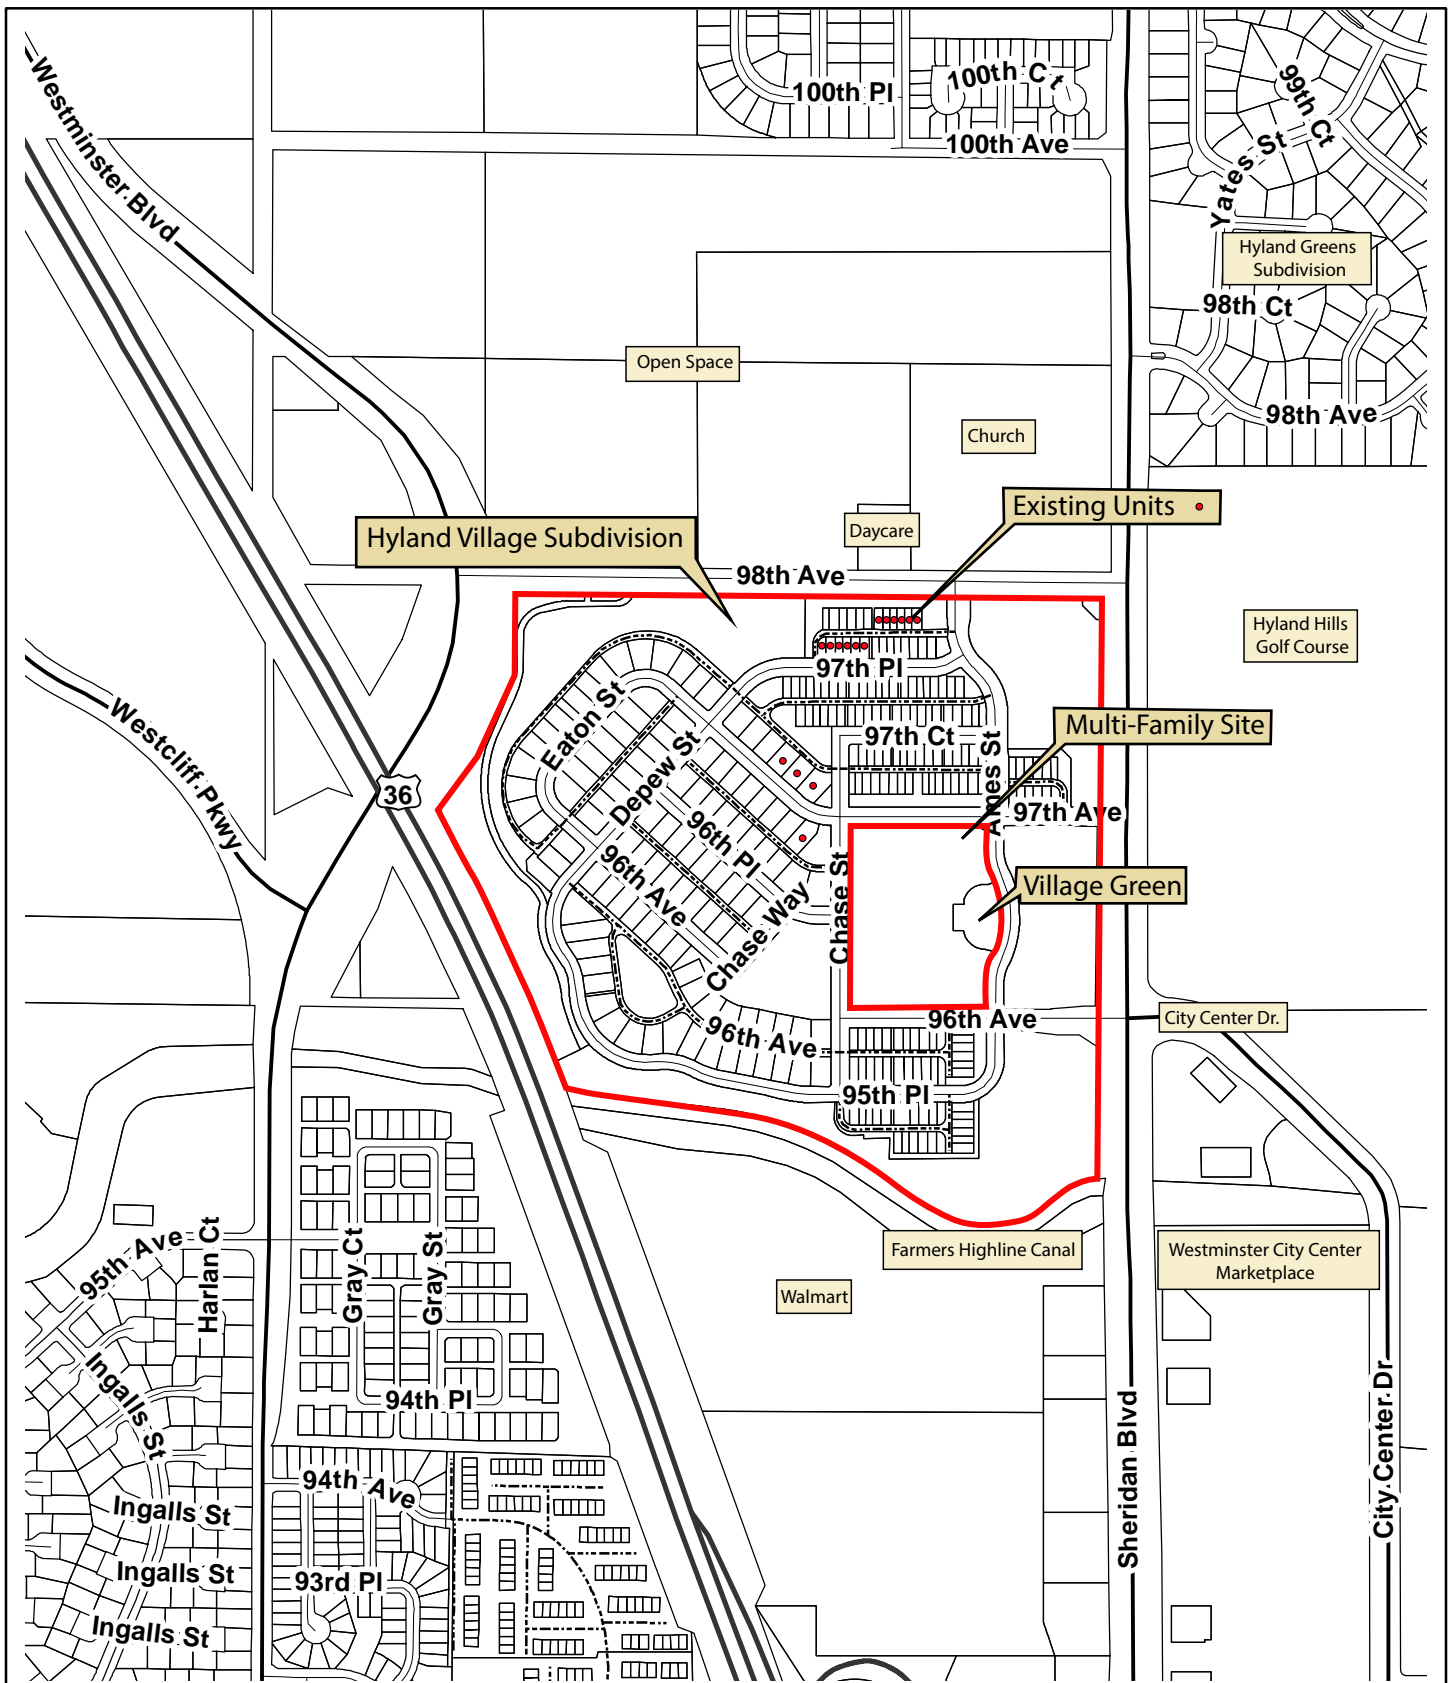 Westminster Blvd
100th Pl
100th Ct
100th Ave
99th Ct
Yates St
Hyland Greens
Subdivision
98th Ct
98th Ave
Open Space
Church
Existing Units
Daycare
Hyland Village Subdivision
98th Ave
Hyland Hills
Golf Course
97th Pl
Eaton St
Multi-Family Site
97th Ct
Ames St
Depew St
Westcliff Pkwy
36
97th Ave
96th Pl
96th Ave
Village Green
Chase St
Chase Way
96th Ave
96th Ave
City Center Dr.
95th Pl
95th Ave
Harlan Ct
Gray Ct
Gray St
Farmers Highline Canal
Westminster City Center
Marketplace
Walmart
Ingalls St
94th Pl
Sheridan Blvd
City Center Dr
94th Ave
Ingalls St
Ingalls St
93rd Pl
Ingalls St